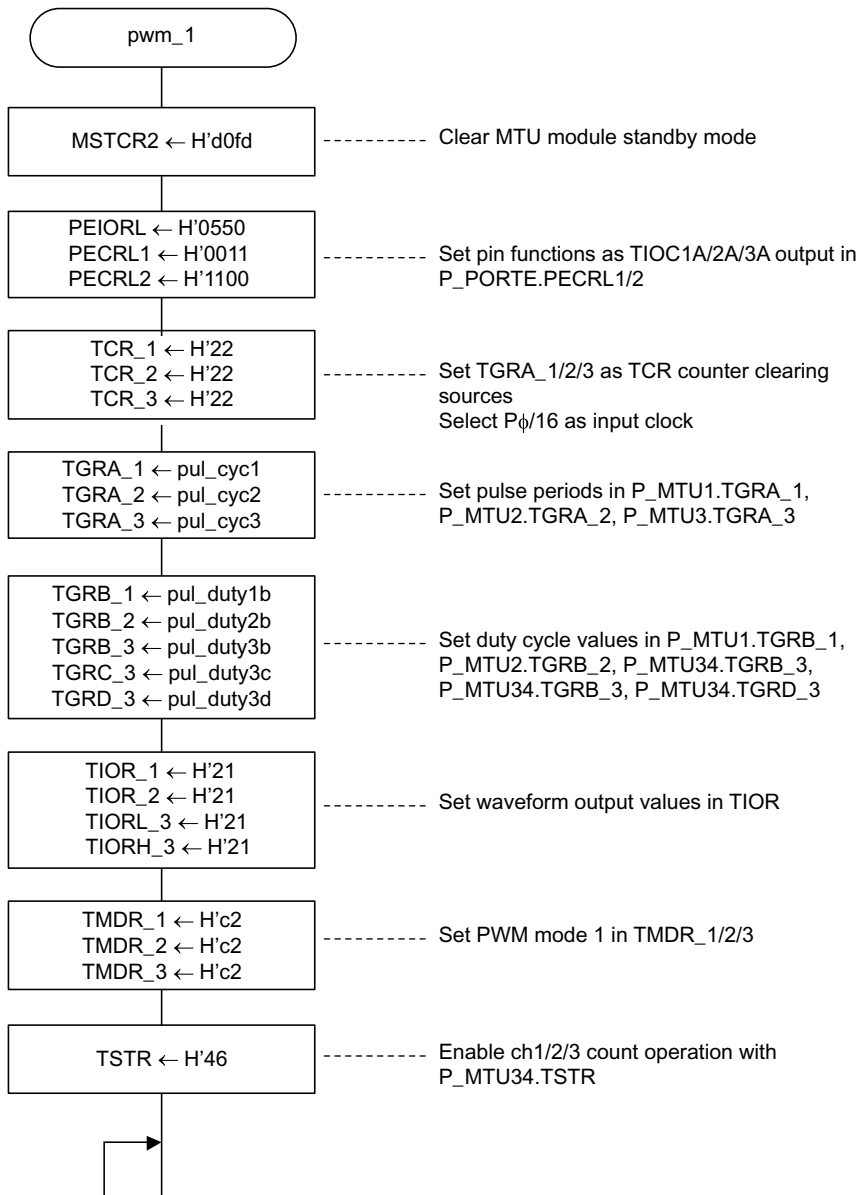 pwm_1
MSTCR2 ← H'd0fd
Clear MTU module standby mode
PEIORL ← H'0550
PECRL1 ← H'0011
PECRL2 ← H'1100
Set pin functions as TIOC1A/2A/3A output in
P_PORTE.PECRL1/2
TCR_1 ← H'22
TCR_2 ← H'22
TCR_3 ← H'22
Set TGRA_1/2/3 as TCR counter clearing
sources
Select Pϕ/16 as input clock
TGRA_1 ← pul_cyc1
TGRA_2 ← pul_cyc2
TGRA_3 ← pul_cyc3
Set pulse periods in P_MTU1.TGRA_1,
P_MTU2.TGRA_2, P_MTU3.TGRA_3
TGRB_1 ← pul_duty1b
TGRB_2 ← pul_duty2b
TGRB_3 ← pul_duty3b
TGRC_3 ← pul_duty3c
TGRD_3 ← pul_duty3d
Set duty cycle values in P_MTU1.TGRB_1,
P_MTU2.TGRB_2, P_MTU34.TGRB_3,
P_MTU34.TGRB_3, P_MTU34.TGRD_3
TIOR_1 ← H'21
TIOR_2 ← H'21
TIORL_3 ← H'21
TIORH_3 ← H'21
Set waveform output values in TIOR
TMDR_1 ← H'c2
TMDR_2 ← H'c2
TMDR_3 ← H'c2
Set PWM mode 1 in TMDR_1/2/3
TSTR ← H'46
Enable ch1/2/3 count operation with
P_MTU34.TSTR